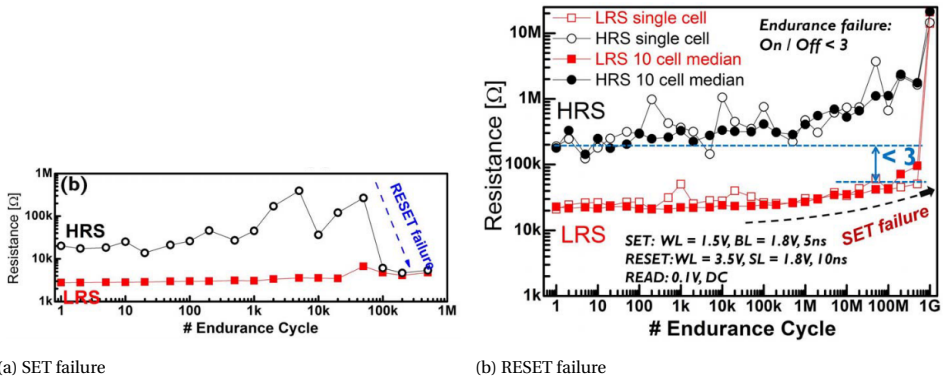 (b)
1M
100k
10k
1k
Resistance [Ω]
HRS
LRS
RESET failure
1 10 100 1k 10k 100k 1M
# Endurance Cycle
(a) SET failure
b)
LRS single cell
HRS single cell
LRS 10 cell median
HRS 10 cell median
Endurance failure:
On / Off < 3
10M
1M
100k
10k
1k
Resistance [Ω]
HRS
< 3
LRS
SET failure
SET: WL = 1.5V, BL = 1.8V, 5ns
RESET:WL = 3.5V, SL = 1.8V, 10ns
READ: 0.1V, DC
1 10 100 1k 10k 100k 1M 10M 100M 1G
# Endurance Cycle
(b) RESET failure